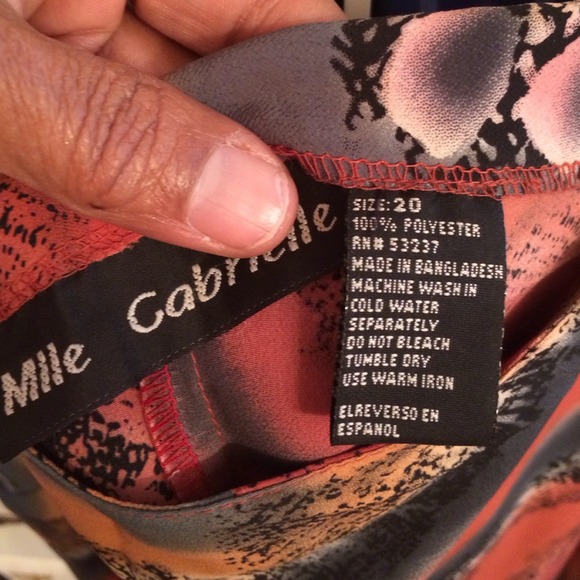 Mlle Gabrielle
SIZE: 20
100% POLYESTER
RN# 53237
MADE IN BANGLADESH
MACHINE WASH IN
COLD WATER
SEPARATELY
DO NOT BLEACH
TUMBLE DRY
USE WARM IRON
ELREVERSO EN
ESPANOL